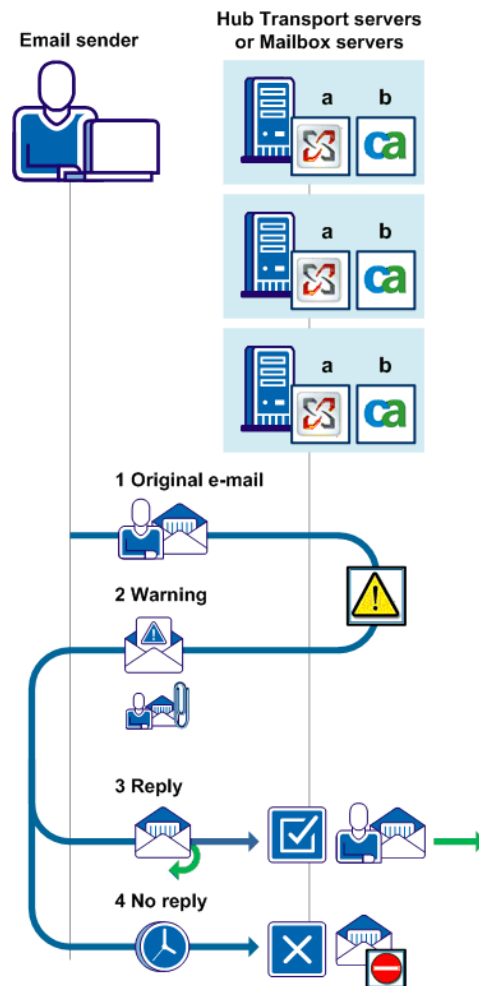 Email sender
Hub Transport servers
or Mailbox servers
a b
ca
a b
ca
a b
ca
1 Original e-mail
2 Warning
3 Reply
4 No reply